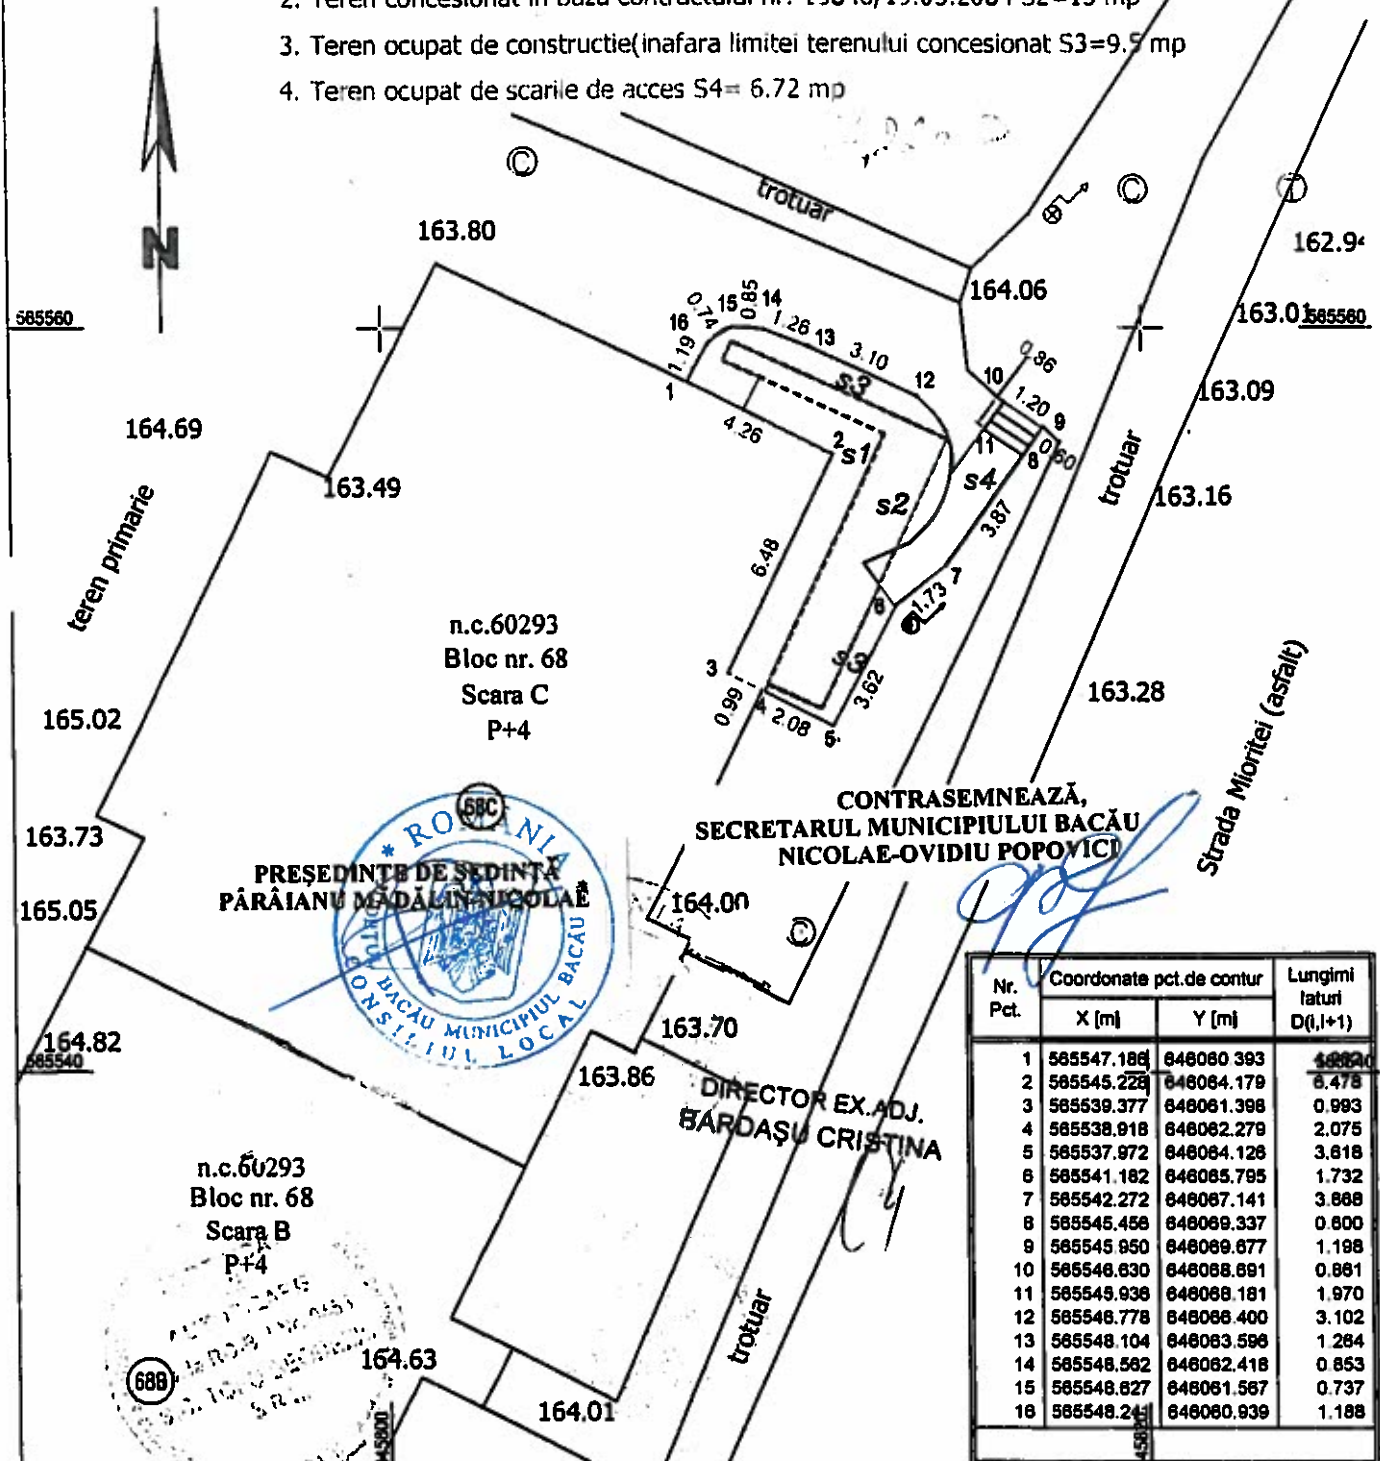 3. Teren ocupat de constructie(inafara limitei terenului concesionat S3=9.5 mp
4. Teren ocupat de scarile de acces S4= 6.72 mp
N
trotuar
163.80
162.94
164.06
163.01
565560
565560
163.09
164.69
163.49
163.16
trotuar
teren primarie
16 15 14 13 12
0.74 0.85 1.26 3.10
1.19
s3
1
4.26
2
s1
s2
10
0.86
1.20
9
11
8
0.60
s4
3.87
7
6
1.73
6.48
3
s3
3.62
0.99
4
2.08
5
n.c.60293
Bloc nr. 68
Scara C
P+4
163.28
165.02
Strada Mioritei (asfalt)
163.73
165.05
68C
CONTRASEMNEAZĂ,
SECRETARUL MUNICIPIULUI BACĂU
NICOLAE-OVIDIU POPOVICI
PREŞEDINTE DE ŞEDINŢĂ
PÂRÂIANU MĂDĂLIN-NICOLAE
* ROMANIA *
BACĂU MUNICIPIUL BACĂU
CONSILIUL LOCAL
164.00
164.82
565540
163.70
163.86
DIRECTOR EX.ADJ.
BARDAŞU CRISTINA
n.c.60293
Bloc nr. 68
Scara B
P+4
68B
164.63
164.01
trotuar
Nr. Pct. Coordonate pct.de contur Lungimi laturi D(i,i+1)
X [m] Y [m]
1 565547.186 646060.393
2 565545.228 646064.179 6.478
3 565539.377 646061.398 0.993
4 565538.918 646062.279 2.075
5 565537.972 646064.126 3.618
6 565541.182 646065.795 1.732
7 565542.272 646067.141 3.868
8 565545.456 646069.337 0.600
9 565545.950 646069.677 1.198
10 565546.630 646068.691 0.861
11 565545.936 646068.181 1.970
12 565546.778 646066.400 3.102
13 565548.104 646063.596 1.264
14 565548.562 646062.418 0.853
15 565548.627 646061.567 0.737
16 646060.939 1.188